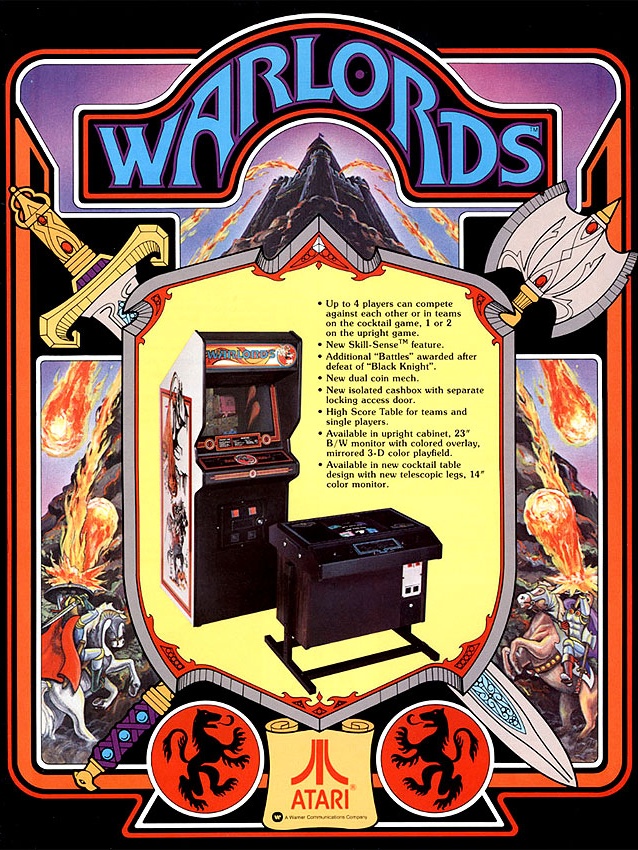 WARLORDS™
• Up to 4 players can compete
against each other or in teams
on the cocktail game, 1 or 2
on the upright game.
• New Skill-Sense™ feature.
• Additional "Battles" awarded after
defeat of "Black Knight".
• New dual coin mech.
• New isolated cashbox with separate
locking access door.
• High Score Table for teams and
single players.
• Available in upright cabinet, 23"
B/W monitor with colored overlay,
mirrored 3-D color playfield.
• Available in new cocktail table
design with new telescopic legs, 14"
color monitor.
WARLORDS
ATARI®
A Warner Communications Company